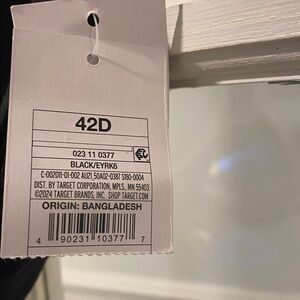 42D
023 11 0377
BLACK/EYRK6
C-002011-01-002 AU21 50A02-0387 S180-0004
DIST. BY TARGET CORPORATION, MPLS., MN 55403
©2024 TARGET BRANDS, INC. SHOP TARGET.COM
ORIGIN: BANGLADESH
4 90231 10377 7